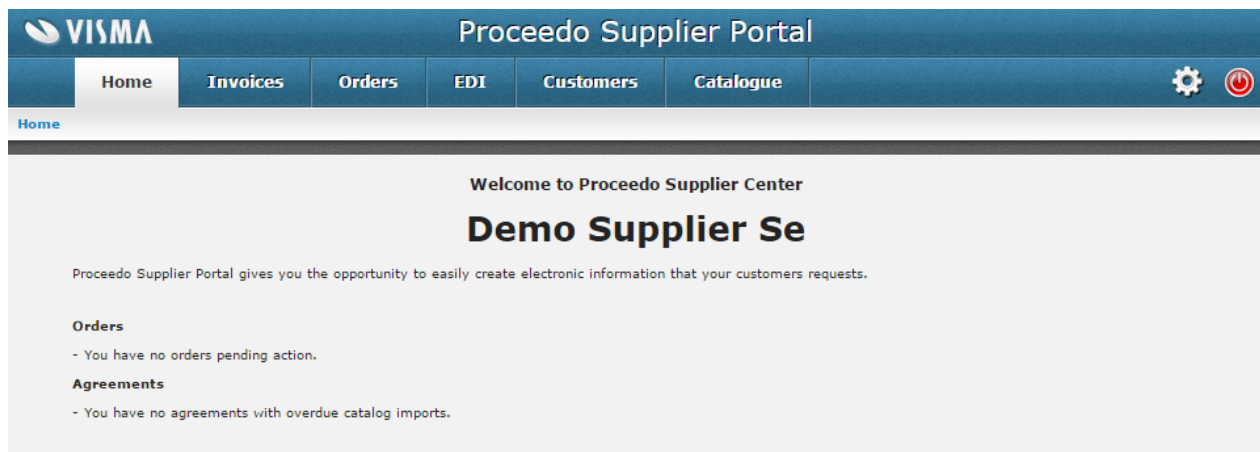 VISMA
Proceedo Supplier Portal
Home Invoices Orders EDI Customers Catalogue
Home
Welcome to Proceedo Supplier Center
Demo Supplier Se
Proceedo Supplier Portal gives you the opportunity to easily create electronic information that your customers requests.
Orders
- You have no orders pending action.
Agreements
- You have no agreements with overdue catalog imports.